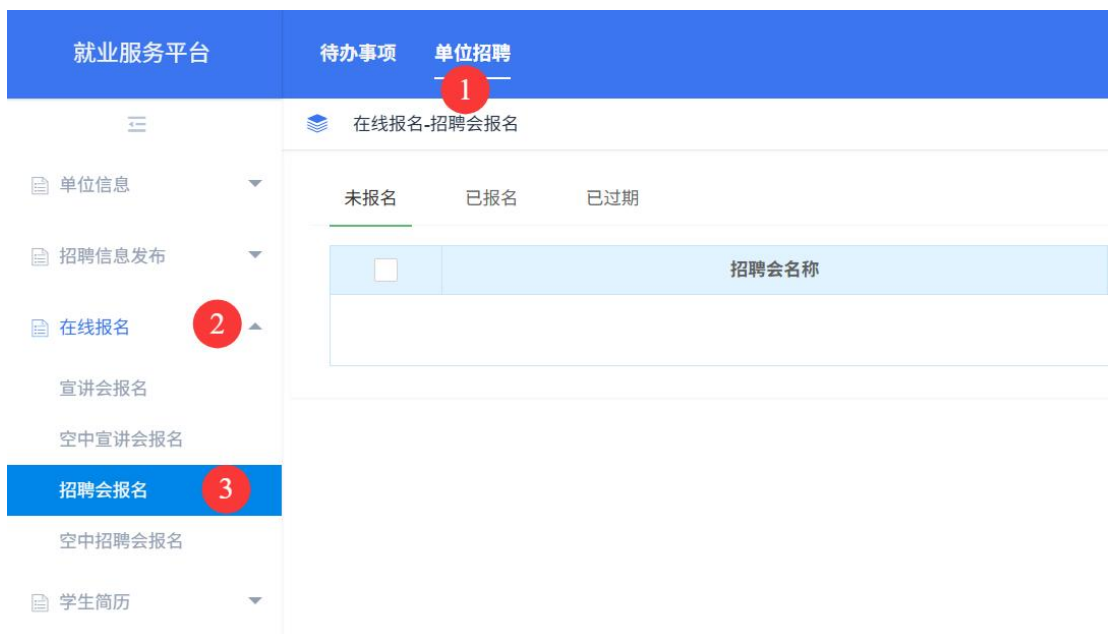 就业服务平台
待办事项 单位招聘
1
在线报名-招聘会报名
单位信息
未报名 已报名 已过期
招聘信息发布
招聘会名称
在线报名 2
宣讲会报名
空中宣讲会报名
招聘会报名 3
空中招聘会报名
学生简历